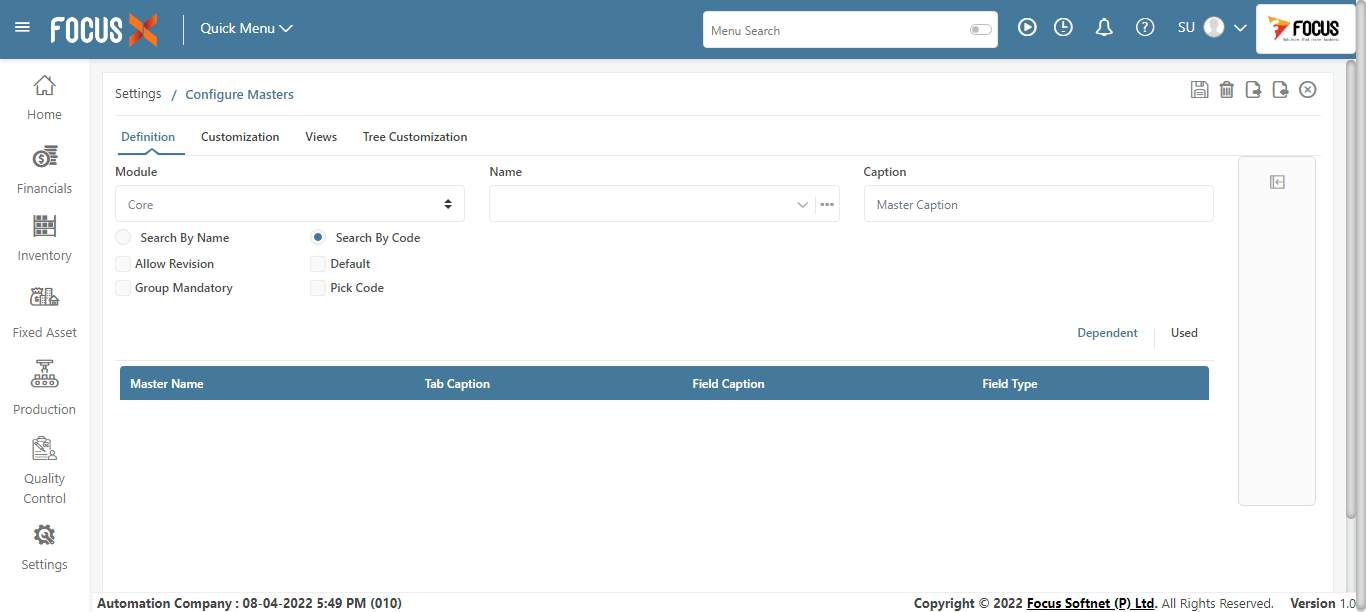 FOCUS X
Quick Menu
Menu Search
SU
FOCUS
Home
Financials
Inventory
Fixed Asset
Production
Quality
Control
Settings
Settings / Configure Masters
Definition Customization Views Tree Customization
Module Name Caption
Core Master Caption
Search By Name Search By Code
Allow Revision Default
Group Mandatory Pick Code
Dependent Used
Master Name Tab Caption Field Caption Field Type
Automation Company : 08-04-2022 5:49 PM (010) Copyright © 2022 Focus Softnet (P) Ltd. All Rights Reserved. Version 1.0